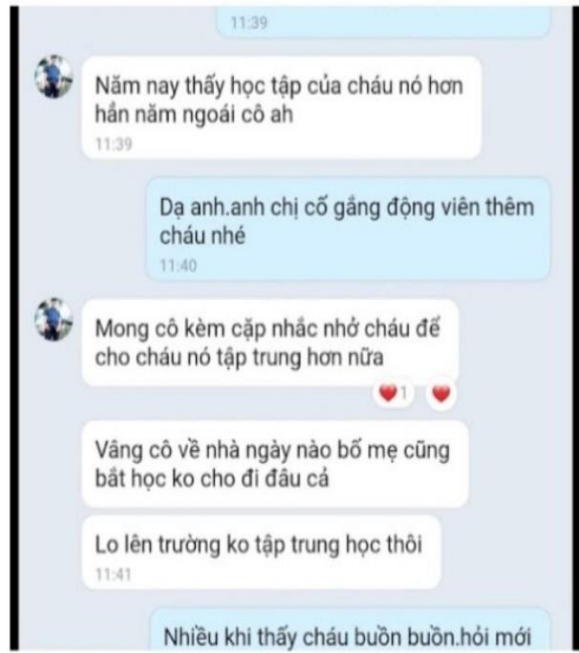 11:39
Năm nay thấy học tập của cháu nó hơn
hẳn năm ngoái cô ah
11:39
Dạ anh.anh chị cố gắng động viên thêm
cháu nhé
11:40
Mong cô kèm cặp nhắc nhở cháu để
cho cháu nó tập trung hơn nữa
1
Vâng cô về nhà ngày nào bố mẹ cũng
bắt học ko cho đi đâu cả
Lo lên trường ko tập trung học thôi
11:41
Nhiều khi thấy cháu buồn buồn.hỏi mới